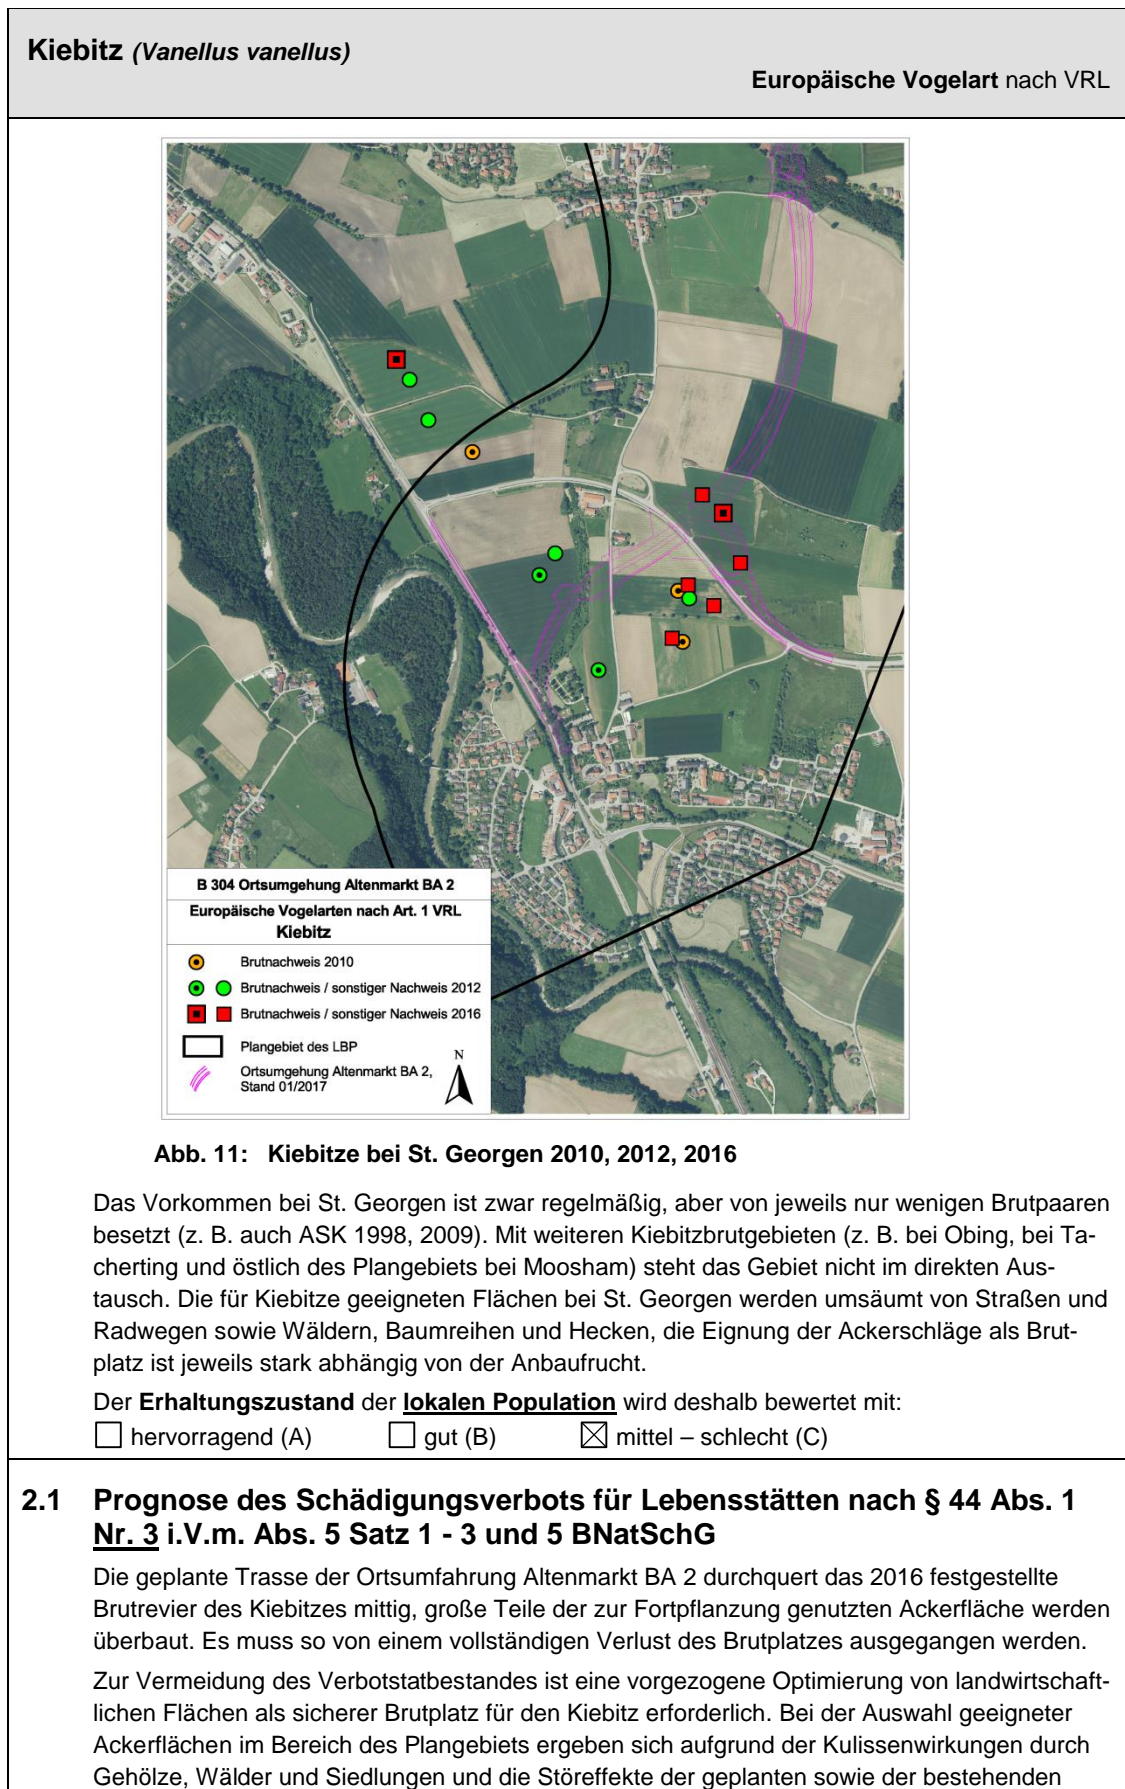 Kiebitz (Vanellus vanellus)
Europäische Vogelart nach VRL
B 304 Ortsumgehung Altenmarkt BA 2
Europäische Vogelarten nach Art. 1 VRL
Kiebitz
Brutnachweis 2010
Brutnachweis / sonstiger Nachweis 2012
Brutnachweis / sonstiger Nachweis 2016
Plangebiet des LBP
N
Ortsumgehung Altenmarkt BA 2,
Stand 01/2017
Abb. 11: Kiebitze bei St. Georgen 2010, 2012, 2016
Das Vorkommen bei St. Georgen ist zwar regelmäßig, aber von jeweils nur wenigen Brutpaaren
besetzt (z. B. auch ASK 1998, 2009). Mit weiteren Kiebitzbrutgebieten (z. B. bei Obing, bei Ta-
cherting und östlich des Plangebiets bei Moosham) steht das Gebiet nicht im direkten Aus-
tausch. Die für Kiebitze geeigneten Flächen bei St. Georgen werden umsäumt von Straßen und
Radwegen sowie Wäldern, Baumreihen und Hecken, die Eignung der Ackerschläge als Brut-
platz ist jeweils stark abhängig von der Anbaufrucht.
Der Erhaltungszustand der lokalen Population wird deshalb bewertet mit:
☐ hervorragend (A) ☐ gut (B) ☒ mittel – schlecht (C)
2.1 Prognose des Schädigungsverbots für Lebensstätten nach § 44 Abs. 1
Nr. 3 i.V.m. Abs. 5 Satz 1 - 3 und 5 BNatSchG
Die geplante Trasse der Ortsumfahrung Altenmarkt BA 2 durchquert das 2016 festgestellte
Brutrevier des Kiebitzes mittig, große Teile der zur Fortpflanzung genutzten Ackerfläche werden
überbaut. Es muss so von einem vollständigen Verlust des Brutplatzes ausgegangen werden.
Zur Vermeidung des Verbotstatbestandes ist eine vorgezogene Optimierung von landwirtschaft-
lichen Flächen als sicherer Brutplatz für den Kiebitz erforderlich. Bei der Auswahl geeigneter
Ackerflächen im Bereich des Plangebiets ergeben sich aufgrund der Kulissenwirkungen durch
Gehölze, Wälder und Siedlungen und die Störeffekte der geplanten sowie der bestehenden